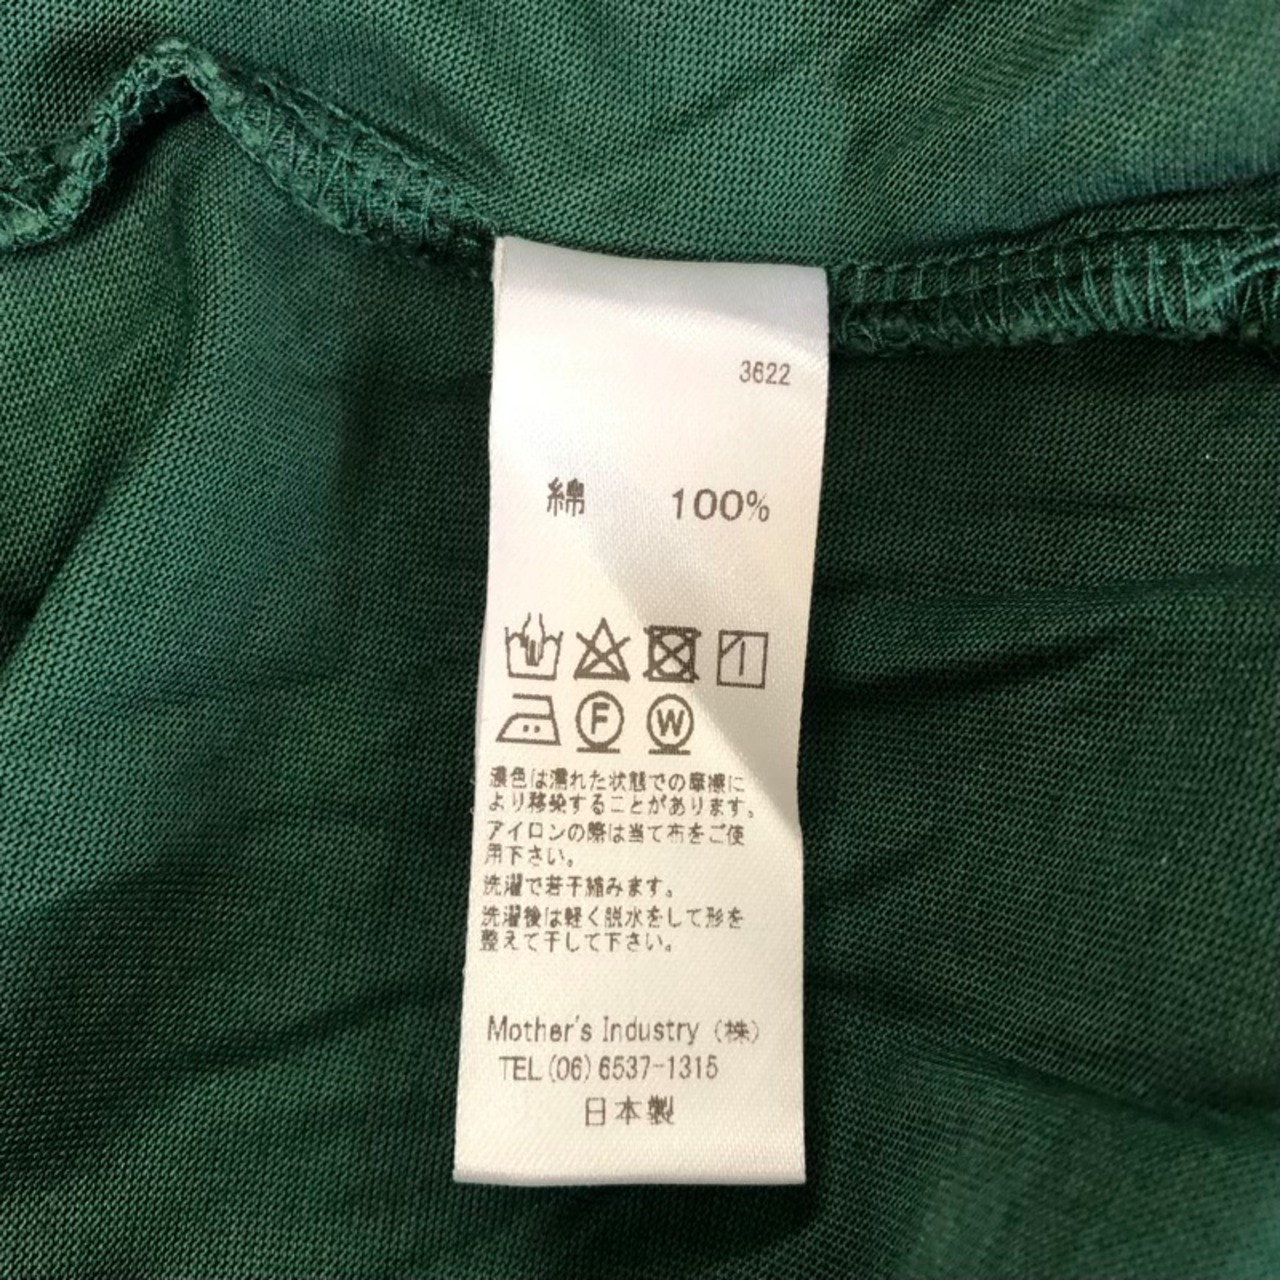 3622
綿 100%
F W
濃色は濡れた状態での摩擦に
より移染することがあります。
アイロンの際は当て布をご使
用下さい。
洗濯で若干縮みます。
洗濯後は軽く脱水をして形を
整えて干して下さい。
Mother's Industry (株)
TEL(06)6537-1315
日本製